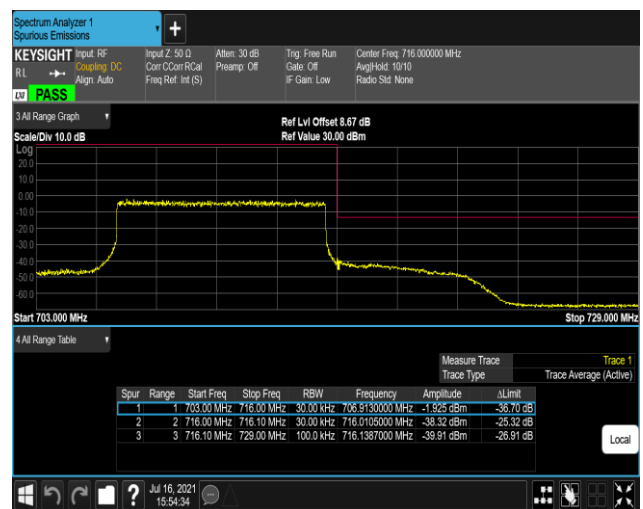 Spectrum Analyzer 1
Spurious Emissions
KEYSIGHT Input: RF Input Z: 50 Ω Atten: 30 dB Trig: Free Run Center Freq: 716.000000 MHz
RL Coupling: DC Corr CCorr RCal Preamp: Off Gate: Off Avg|Hold: 10/10
Align: Auto Freq Ref: Int (S) IF Gain: Low Radio Std: None
LXI PASS
3 All Range Graph
Ref Lvl Offset 8.67 dB
Scale/Div 10.0 dB Ref Value 30.00 dBm
Log
20.0
10.0
0.00
-10.0
-20.0
-30.0
-40.0
-50.0
-60.0
Start 703.000 MHz Stop 729.000 MHz
4 All Range Table
Measure Trace Trace 1
Trace Type Trace Average (Active)
Spur Range Start Freq Stop Freq RBW Frequency Amplitude ΔLimit
1 1 703.00 MHz 716.00 MHz 30.00 kHz 706.9130000 MHz -1.925 dBm -36.70 dB
2 2 716.00 MHz 716.10 MHz 30.00 kHz 716.0105000 MHz -38.32 dBm -25.32 dB
3 3 716.10 MHz 729.00 MHz 100.0 kHz 716.1387000 MHz -39.91 dBm -26.91 dB
Local
? Jul 16, 2021
15:54:34